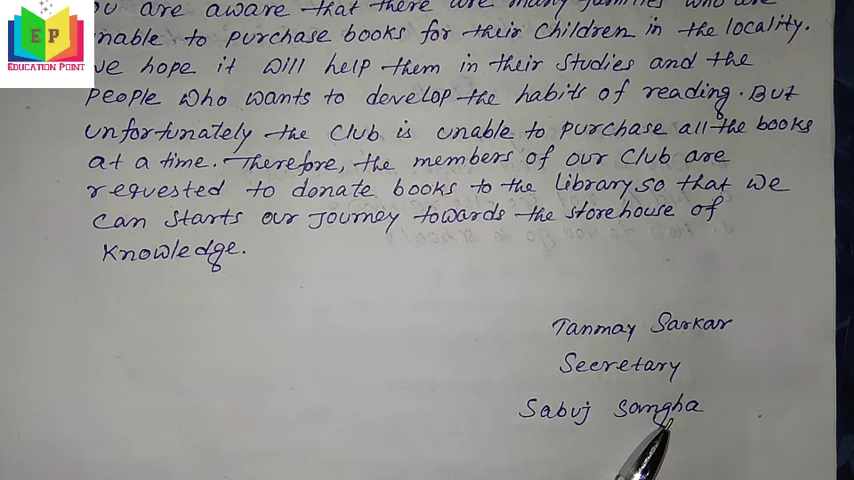 EP
EDUCATION POINT
ou are aware that there are many families who are
unable to purchase books for their children in the locality.
We hope it will help them in their studies and the
People who wants to develop the habits of reading. But
unfortunately the club is unable to purchase all the books
at a time. Therefore, the members of our club are
requested to donate books to the library so that we
can starts our journey towards the storehouse of
Knowledge.
Tanmay Sarkar
Secretary
Sabuj Sangha